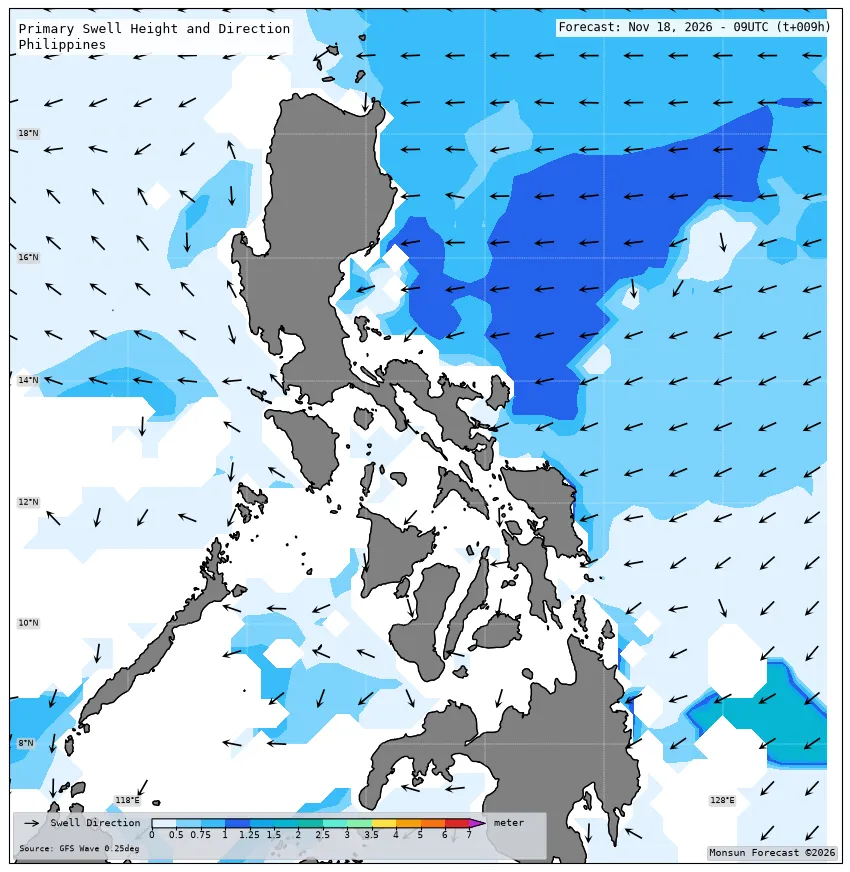 Primary Swell Height and Direction
Philippines
Forecast: Nov 18, 2026 - 09UTC (t+009h)
18°N
16°N
14°N
12°N
10°N
8°N
118°E
128°E
Swell Direction
meter
0 0.5 0.75 1 1.25 1.5 2 2.5 3 3.5 4 5 6 7
Source: GFS Wave 0.25deg
Monsun Forecast ©2026